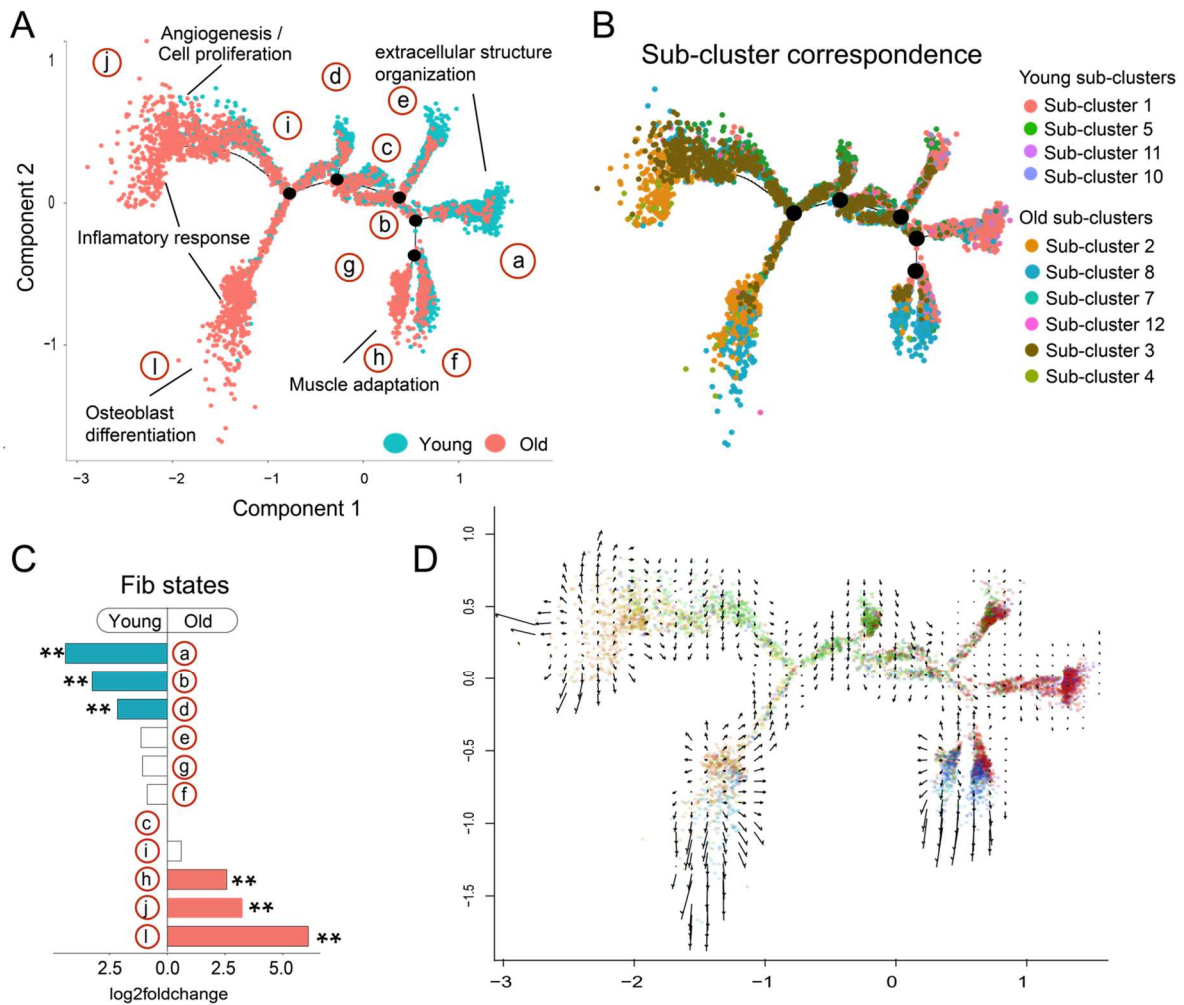 A
Angiogenesis /
Cell proliferation
extracellular structure
organization
j
d
e
i
c
Inflamatory response
b
a
g
l
h
f
Muscle adaptation
Osteoblast
differentiation
Young
Old
1
0
−1
Component 2
−3
−2
−1
0
1
Component 1
B
Sub-cluster correspondence
Young sub-clusters
Sub-cluster 1
Sub-cluster 5
Sub-cluster 11
Sub-cluster 10
Old sub-clusters
Sub-cluster 2
Sub-cluster 8
Sub-cluster 7
Sub-cluster 12
Sub-cluster 3
Sub-cluster 4
C
Fib states
Young Old
** a
** b
** d
e
g
f
c
i
h **
j **
l **
2.5 0.0 2.5 5.0
log2foldchange
D
1.0
0.5
0.0
−0.5
−1.0
−1.5
−3 −2 −1 0 1